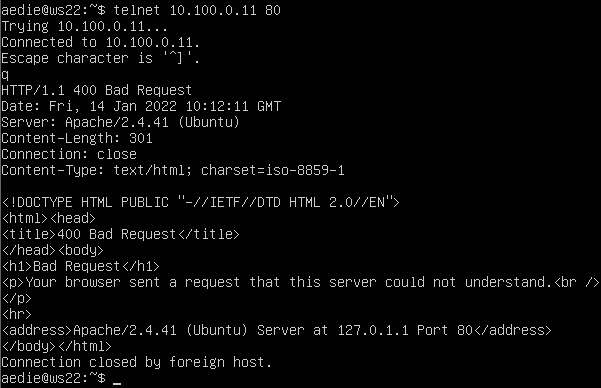 aedie@ws22:~$ telnet 10.100.0.11 80
Trying 10.100.0.11...
Connected to 10.100.0.11.
Escape character is '^]'.
q
HTTP/1.1 400 Bad Request
Date: Fri, 14 Jan 2022 10:12:11 GMT
Server: Apache/2.4.41 (Ubuntu)
Content-Length: 301
Connection: close
Content-Type: text/html; charset=iso-8859-1

<!DOCTYPE HTML PUBLIC "-//IETF//DTD HTML 2.0//EN">
<html><head>
<title>400 Bad Request</title>
</head><body>
<h1>Bad Request</h1>
<p>Your browser sent a request that this server could not understand.<br />
</p>
<hr>
<address>Apache/2.4.41 (Ubuntu) Server at 127.0.1.1 Port 80</address>
</body></html>
Connection closed by foreign host.
aedie@ws22:~$ _